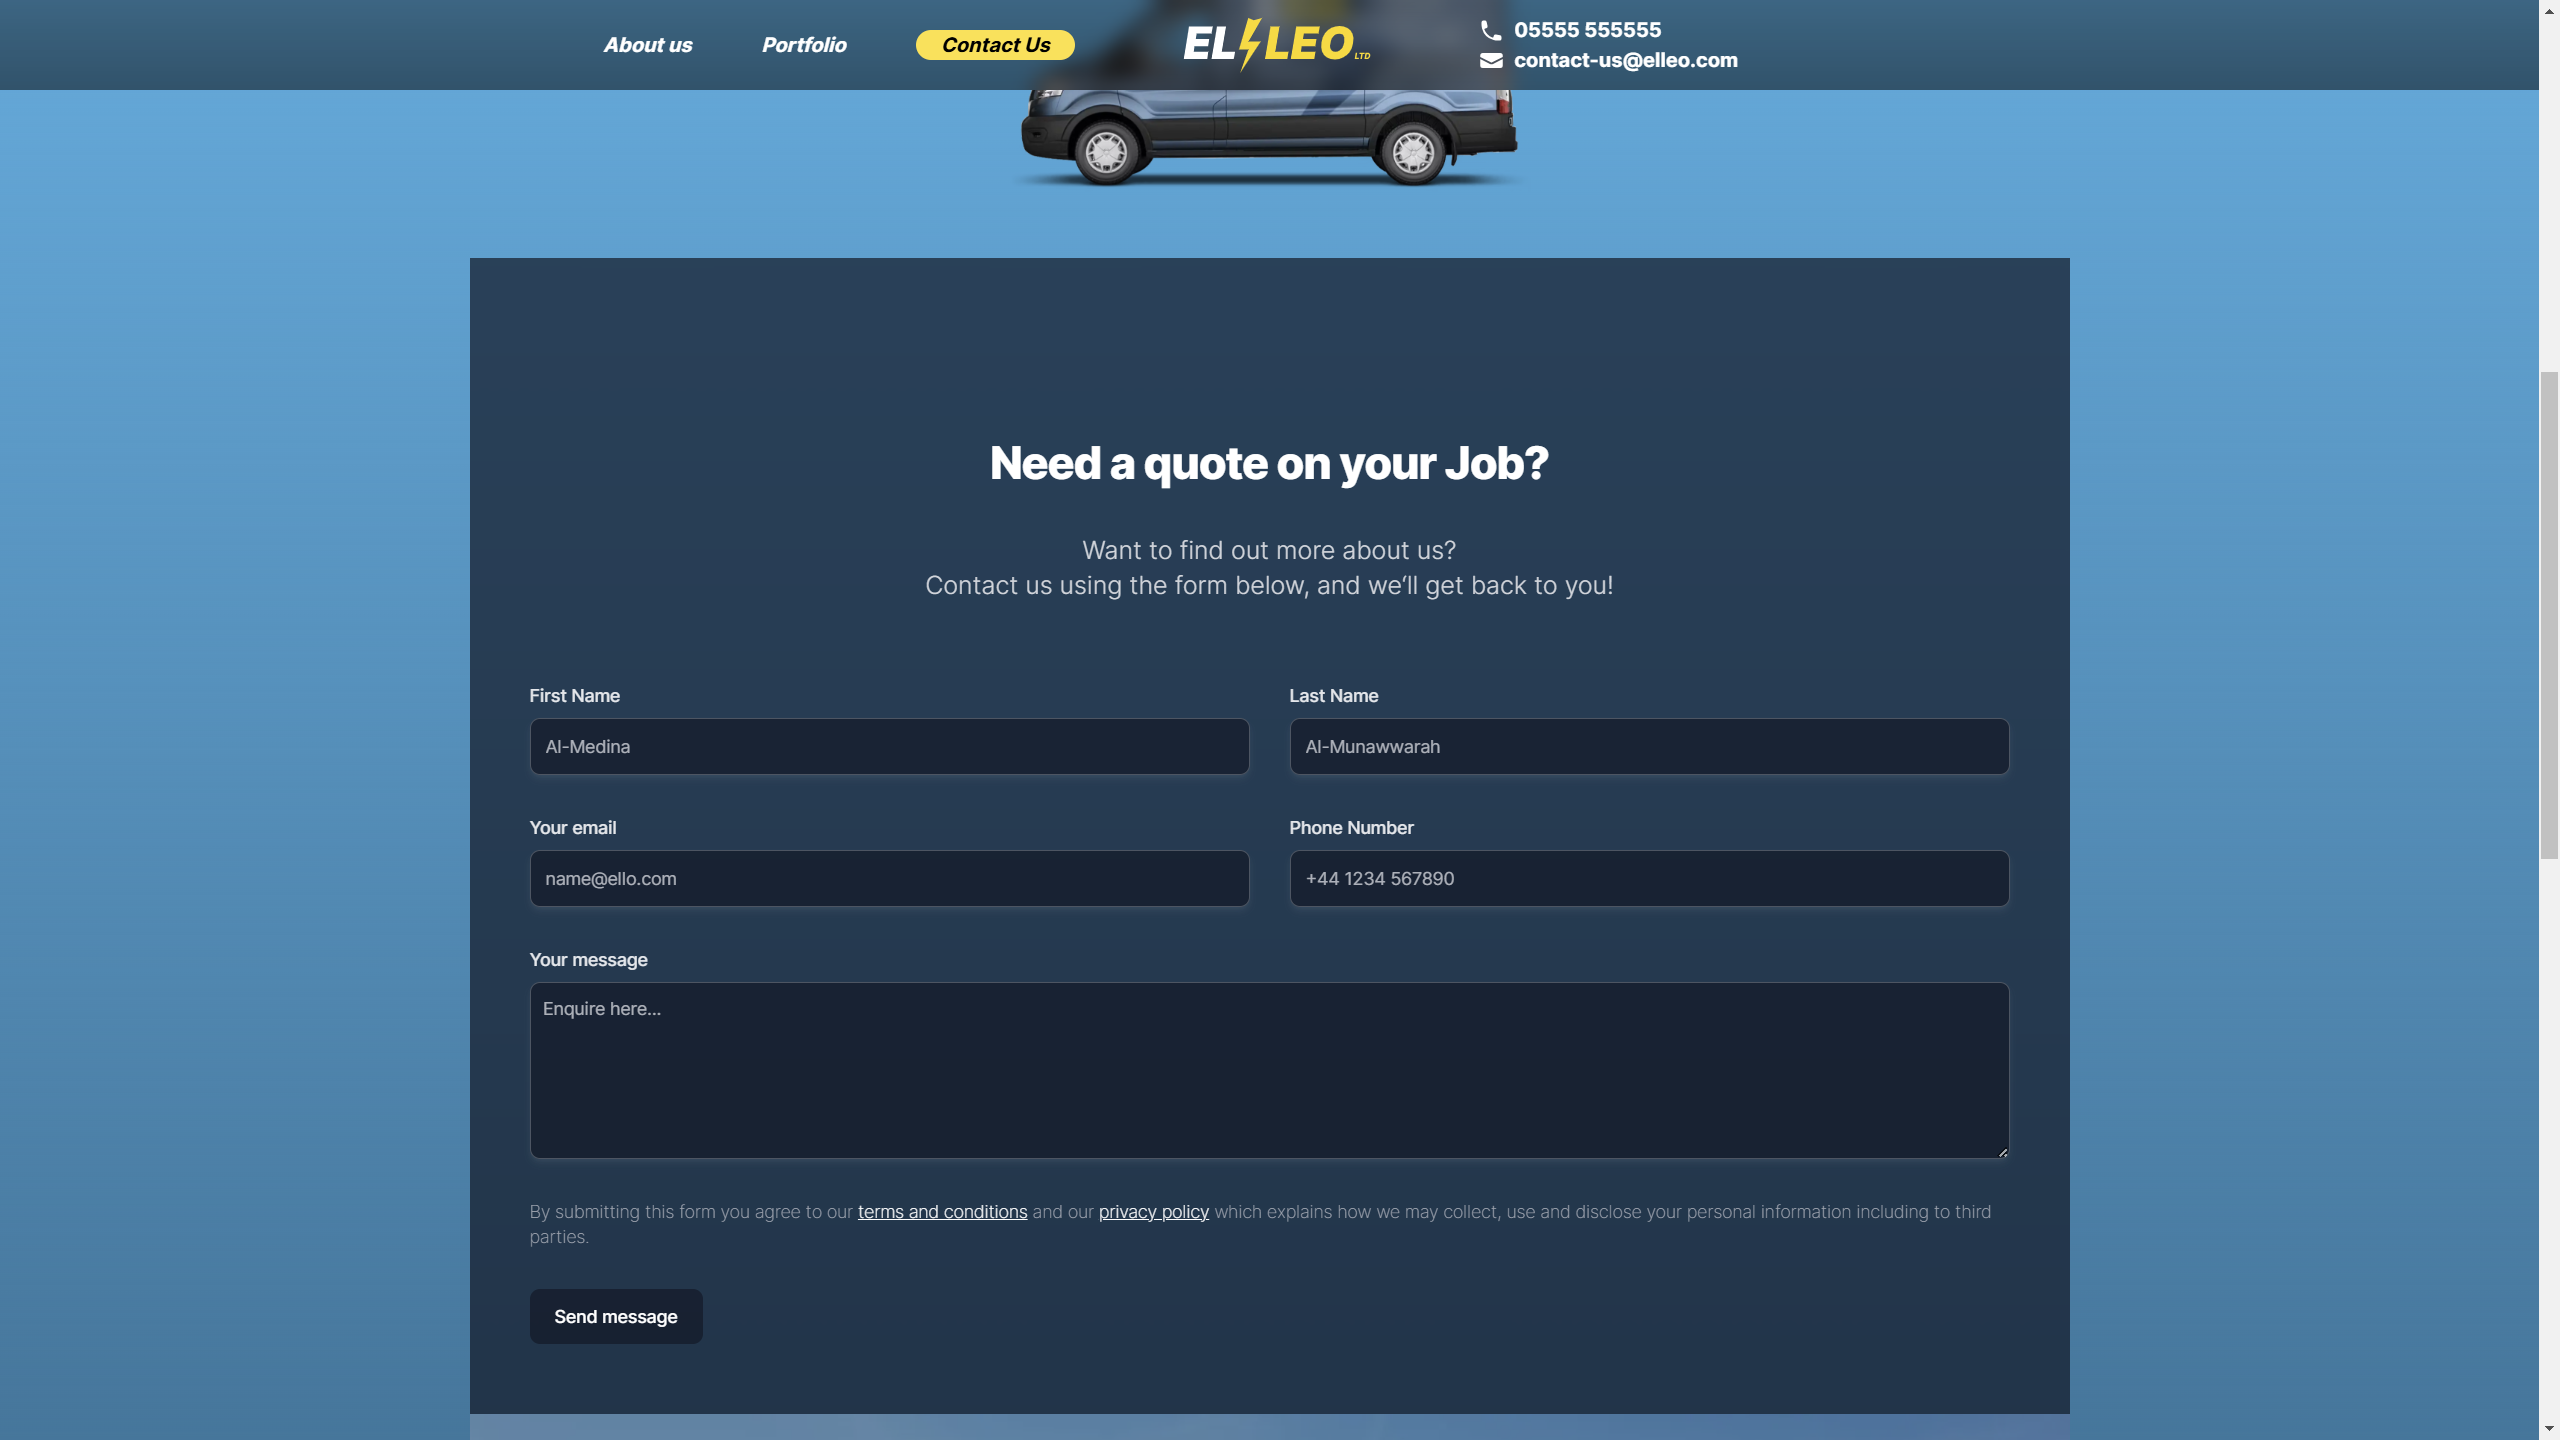 About us
Portfolio
Contact Us
EL LEO LTD
05555 555555
contact-us@elleo.com
Need a quote on your Job?
Want to find out more about us?
Contact us using the form below, and we‘ll get back to you!
First Name
Last Name
Al-Medina
Al-Munawwarah
Your email
Phone Number
name@ello.com
+44 1234 567890
Your message
Enquire here...
By submitting this form you agree to our terms and conditions and our privacy policy which explains how we may collect, use and disclose your personal information including to third
parties.
Send message